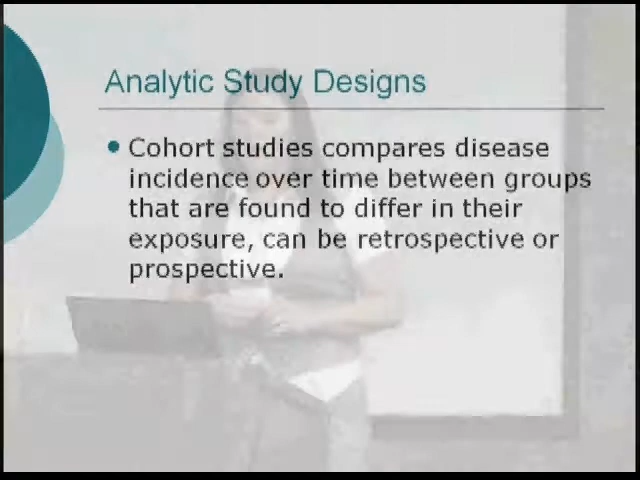 Analytic Study Designs
Cohort studies compares disease
incidence over time between groups
that are found to differ in their
exposure, can be retrospective or
prospective.